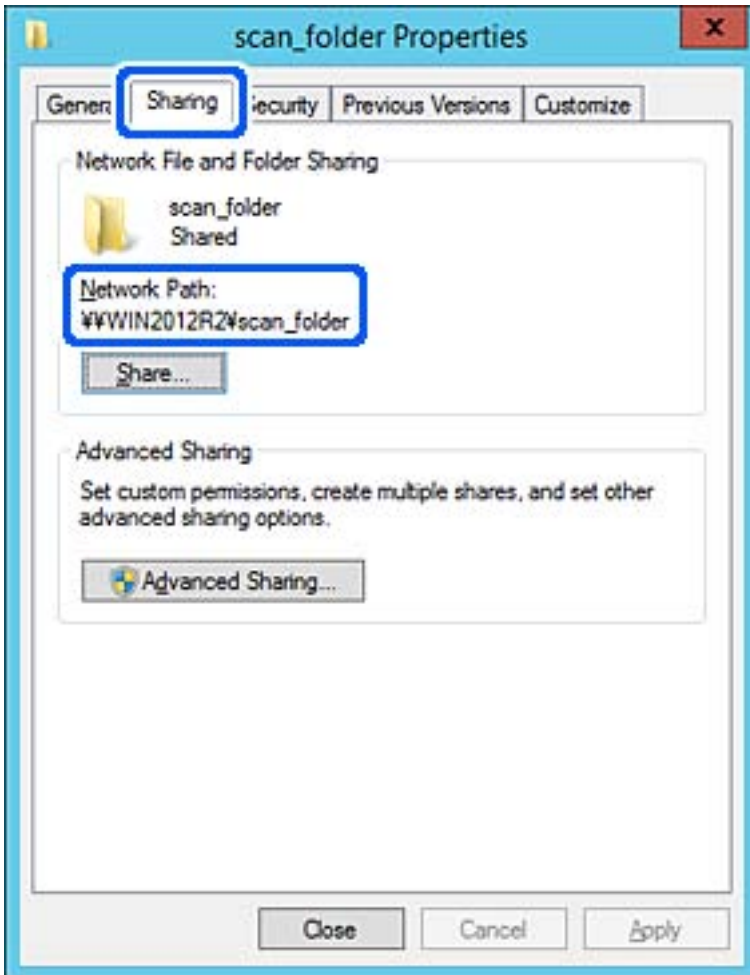 scan_folder Properties
x
Genera Sharing ecurity Previous Versions Customize
Network File and Folder Sharing
scan_folder
Shared
Network Path:
¥¥WIN2012R2¥scan_folder
Share...
Advanced Sharing
Set custom permissions, create multiple shares, and set other
advanced sharing options.
Advanced Sharing...
Close Cancel Apply